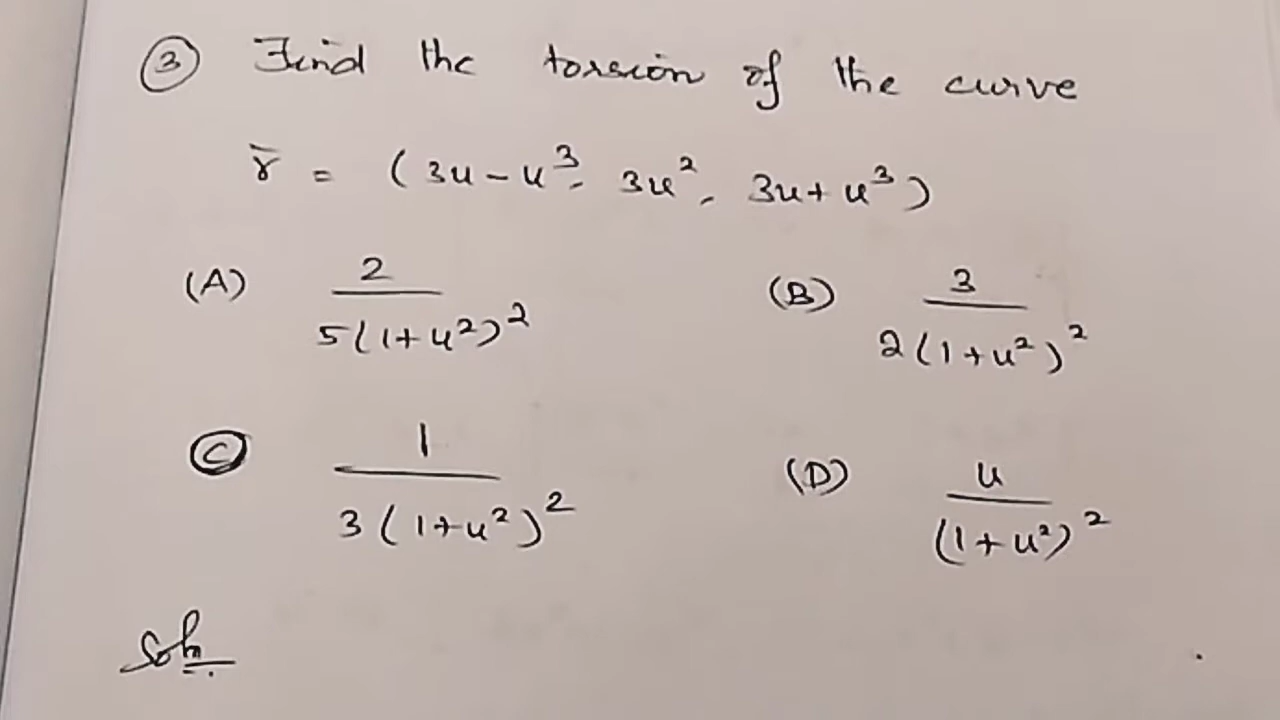 ③ Find the torsion of the curve
r̄ = (3u - u³, 3u², 3u + u³)
(A) 2 / 5(1+u²)² (B) 3 / 2(1+u²)²
Ⓒ 1 / 3(1+u²)² (D) u / (1+u²)²
Soln.